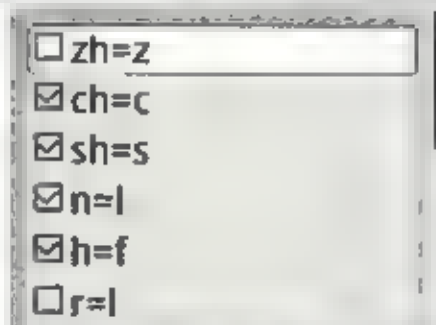 zh=z
ch=c
sh=s
n=l
h=f
r=l